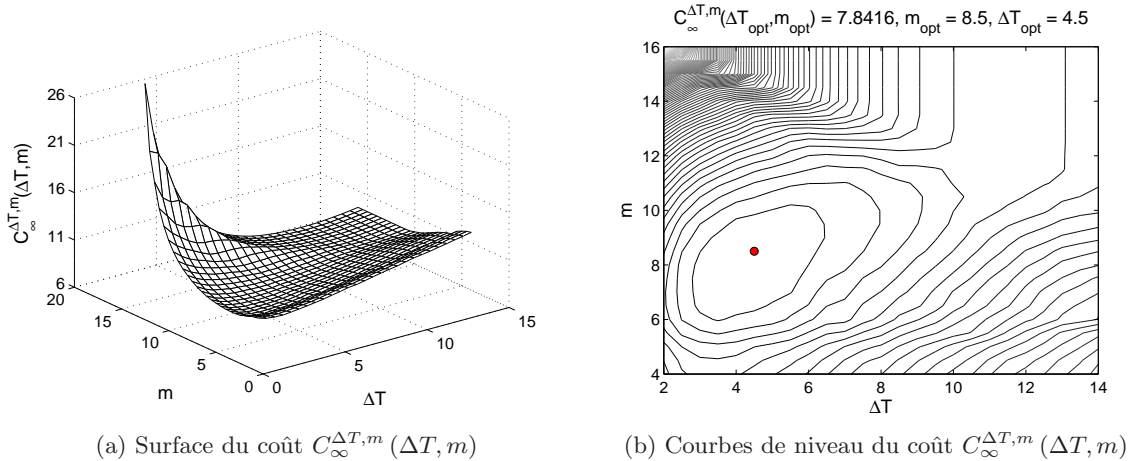 26
21
16
11
6
C∞^{ΔT,m}(ΔT,m)
20
15
10
5
0
m
0
5
10
15
ΔT
(a) Surface du coût C∞^{ΔT,m} (ΔT, m)
C∞^{ΔT,m}(ΔT_opt,m_opt) = 7.8416, m_opt = 8.5, ΔT_opt = 4.5
16
14
12
10
8
6
4
m
2 4 6 8 10 12 14
ΔT
(b) Courbes de niveau du coût C∞^{ΔT,m} (ΔT, m)